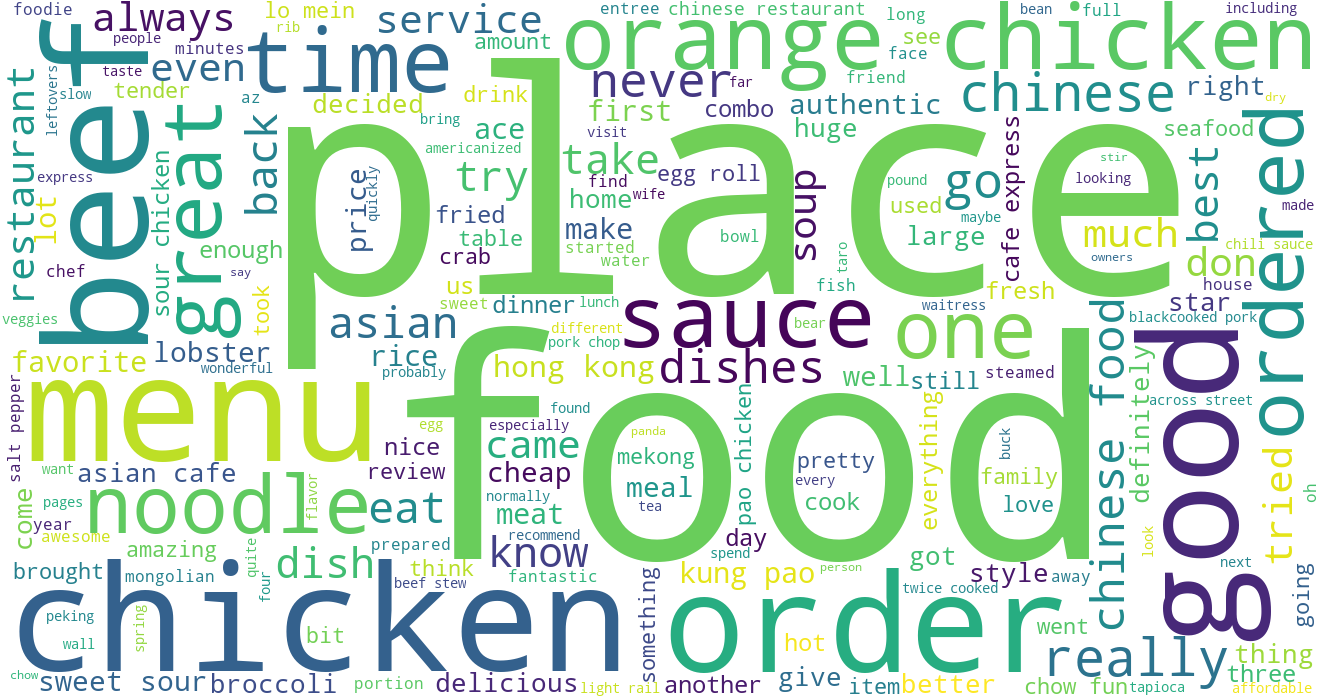 foodie
always
lo mein
rib
service
entree
chinese restaurant
long
bean
full
including
people
minutes
beef
time
amount
orange
see
face
chicken
taste
even
never
far
friend
chinese
right
leftovers
slow
tender
az
decided
drink
first
combo
authentic
dry
restaurant
great
back
bring
ace
visit
huge
seafood
ordered
americanized
take
egg roll
cafe express
stir
best
express
lot
sour chicken
price
quickly
place
try
find
wife
home
soup
pound
go
looking
made
fried
used
maybe
enough
table
make
bowl
large
much
chili sauce
chef
say
crab
started
water
taro
owners
don
took
us
fish
fresh
house
veggies
sweet
dinner
lunch
sauce
waitress
star
asian
different
bear
one
blackcooked pork
favorite
lobster
wonderful
rice
probably
pork chop
hong kong
dishes
well
still
steamed
chinese food
definitely
good
salt pepper
menu
found
pao chicken
across street
egg
especially
panda
everything
buck
tried
nice
came
food
mekong
pretty
every
want
asian cafe
review
cheap
meal
cook
family
oh
come
pages
noodle
flavor
eat
normally
meat
tea
love
year
awesome
recommend
day
look
amazing
quite
prepared
know
spend
got
brought
mongolian
four
dish
think
beef stew
fantastic
something
kung pao
person
style
away
next
going
twice cooked
peking
chicken
order
wall
spring
bit
hot
went
really
thing
chow
sweet sour
broccoli
portion
delicious
light rail
another
give
item
better
chow fun
tapioca
three
affordable